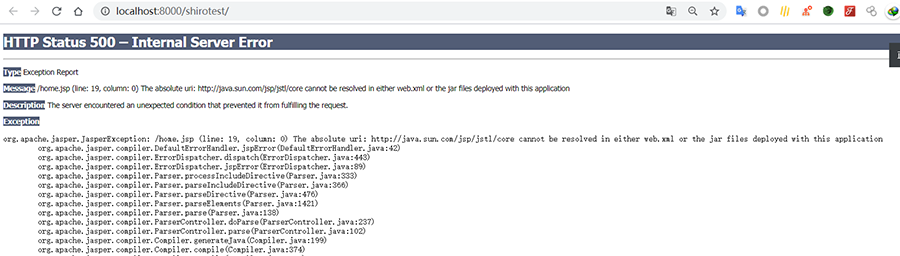 localhost:8000/shirotest/
HTTP Status 500 – Internal Server Error
Type Exception Report
Message /home.jsp (line: 19, column: 0) The absolute uri: http://java.sun.com/jsp/jstl/core cannot be resolved in either web.xml or the jar files deployed with this application
Description The server encountered an unexpected condition that prevented it from fulfilling the request.
Exception
org.apache.jasper.JasperException: /home.jsp (line: 19, column: 0) The absolute uri: http://java.sun.com/jsp/jstl/core cannot be resolved in either web.xml or the jar files deployed with this application
org.apache.jasper.compiler.DefaultErrorHandler.jspError(DefaultErrorHandler.java:42)
org.apache.jasper.compiler.ErrorDispatcher.dispatch(ErrorDispatcher.java:443)
org.apache.jasper.compiler.ErrorDispatcher.jspError(ErrorDispatcher.java:89)
org.apache.jasper.compiler.Parser.processIncludeDirective(Parser.java:333)
org.apache.jasper.compiler.Parser.parseIncludeDirective(Parser.java:366)
org.apache.jasper.compiler.Parser.parseDirective(Parser.java:476)
org.apache.jasper.compiler.Parser.parseElements(Parser.java:1421)
org.apache.jasper.compiler.Parser.parse(Parser.java:138)
org.apache.jasper.compiler.ParserController.doParse(ParserController.java:237)
org.apache.jasper.compiler.ParserController.parse(ParserController.java:102)
org.apache.jasper.compiler.Compiler.generateJava(Compiler.java:199)
org.apache.jasper.compiler.Compiler.compile(Compiler.java:374)